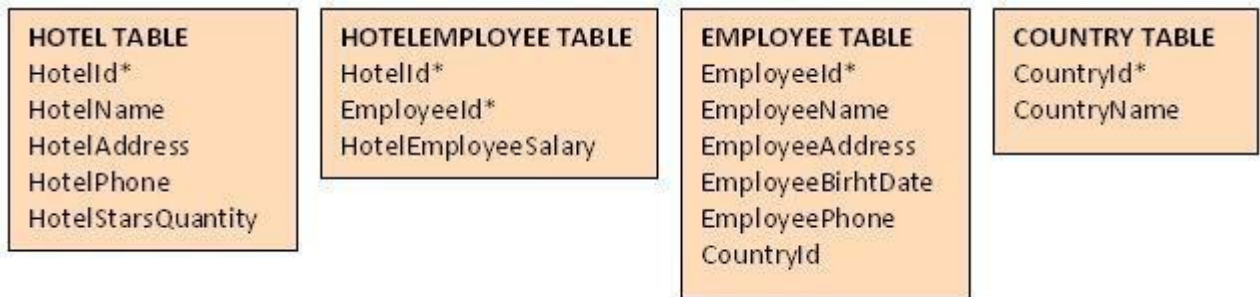 HOTEL TABLE
HotelId*
HotelName
HotelAddress
HotelPhone
HotelStarsQuantity
HOTELEMPLOYEE TABLE
HotelId*
EmployeeId*
HotelEmployeeSalary
EMPLOYEE TABLE
EmployeeId*
EmployeeName
EmployeeAddress
EmployeeBirhtDate
EmployeePhone
CountryId
COUNTRY TABLE
CountryId*
CountryName